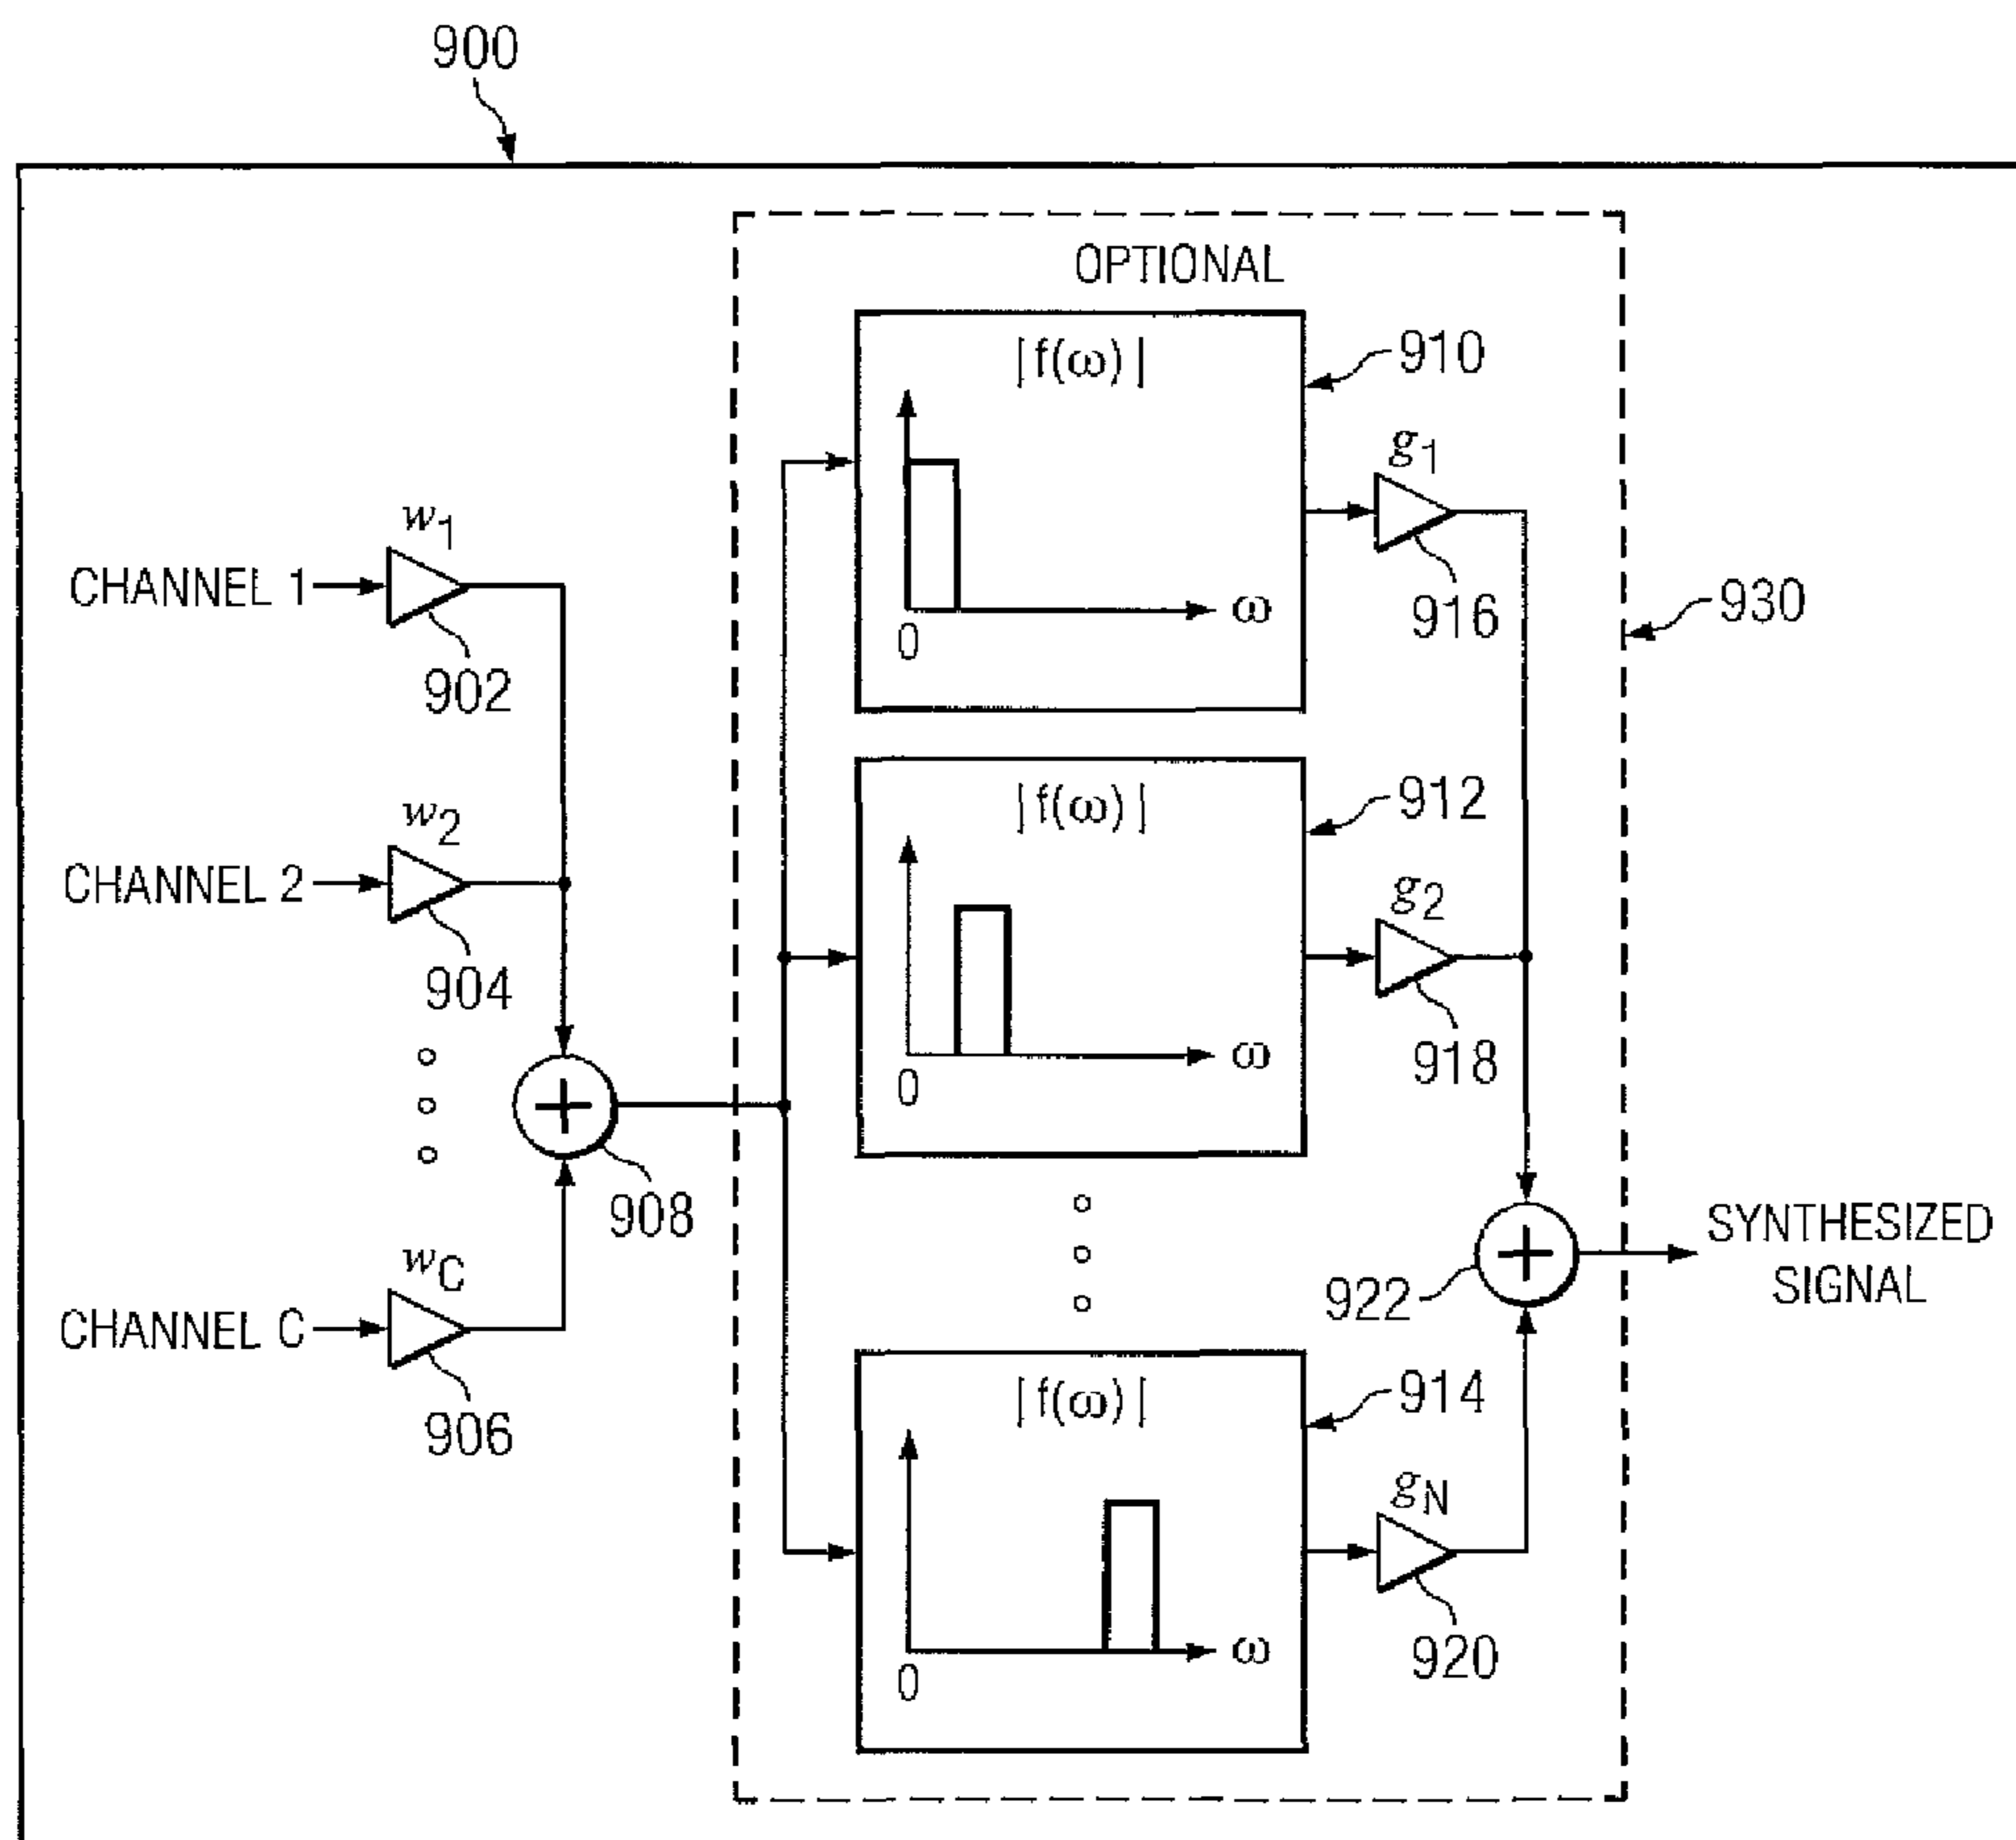 900
OPTIONAL
|f(ω)|
910
g1
0
ω
916
930
w1
CHANNEL 1
902
|f(ω)|
912
w2
CHANNEL 2
904
g2
0
ω
918
908
SYNTHESIZED
SIGNAL
922
wC
CHANNEL C
906
|f(ω)|
914
gN
0
ω
920